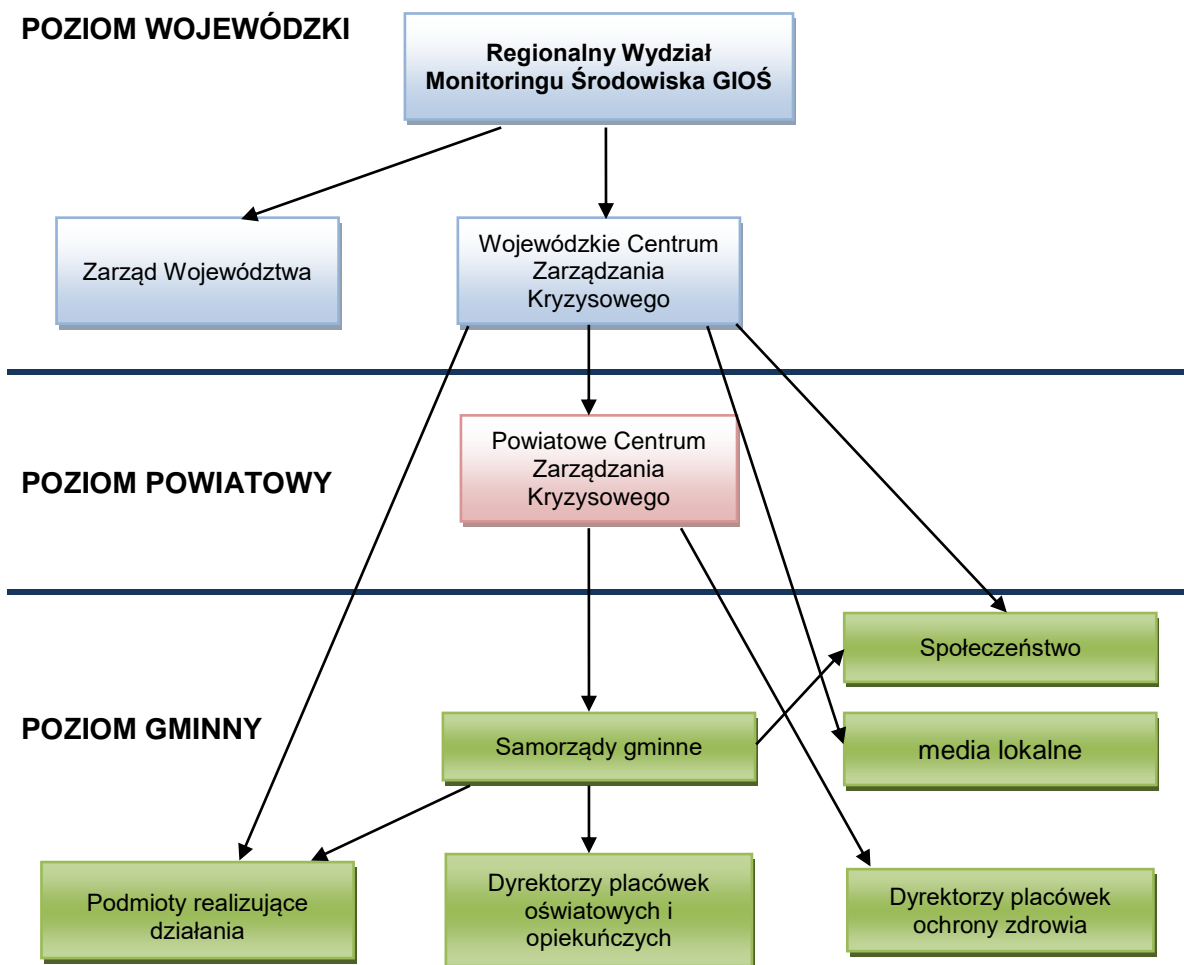 POZIOM WOJEWÓDZKI
Regionalny Wydział
Monitoringu Środowiska GIOŚ
Zarząd Województwa
Wojewódzkie Centrum
Zarządzania
Kryzysowego
POZIOM POWIATOWY
Powiatowe Centrum
Zarządzania
Kryzysowego
POZIOM GMINNY
Społeczeństwo
Samorządy gminne
media lokalne
Podmioty realizujące
działania
Dyrektorzy placówek
oświatowych i
opiekuńczych
Dyrektorzy placówek
ochrony zdrowia